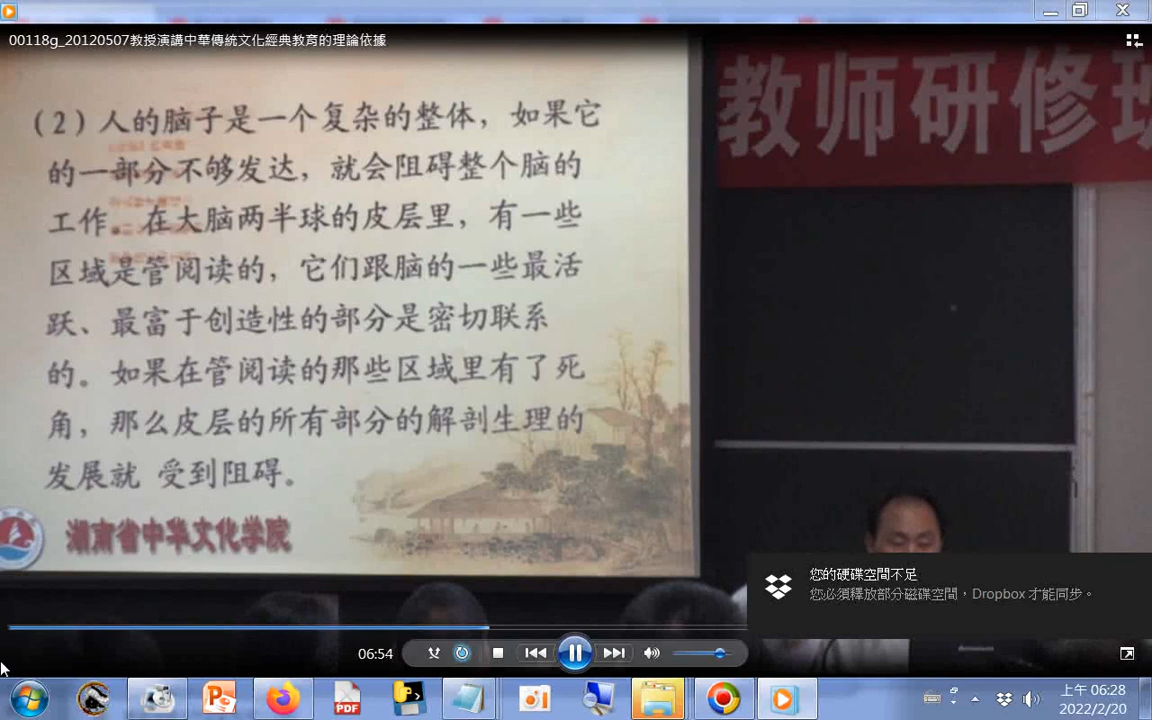 00118g_20120507教授演講中華傳統文化經典教育的理論依據
（2）人的脑子是一个复杂的整体，如果它
的一部分不够发达，就会阻碍整个脑的
工作。在大脑两半球的皮层里，有一些
区域是管阅读的，它们跟脑的一些最活
跃、最富于创造性的部分是密切联系
的。如果在管阅读的那些区域里有了死
角，那么皮层的所有部分的解剖生理的
发展就 受到阻碍。
湖南省中华文化学院
教师研修班
您的硬碟空間不足
您必須釋放部分磁碟空間，Dropbox 才能同步。
06:54
PDF
上午 06:28
2022/2/20